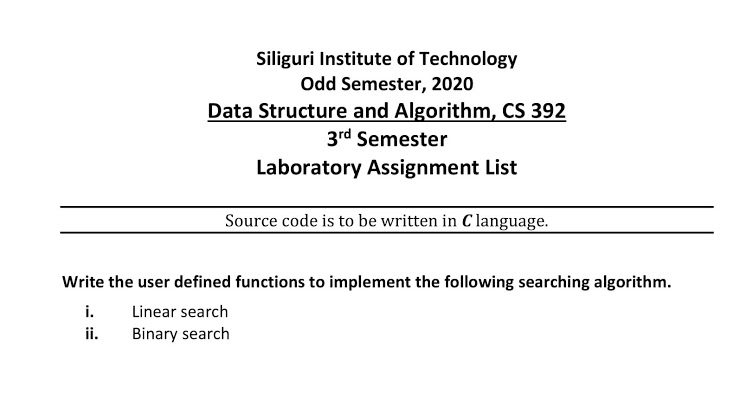 Siliguri Institute of Technology
Odd Semester, 2020
Data Structure and Algorithm, CS 392
3rd Semester
Laboratory Assignment List
Source code is to be written in C language.
Write the user defined functions to implement the following searching algorithm.
i. Linear search
ii. Binary search